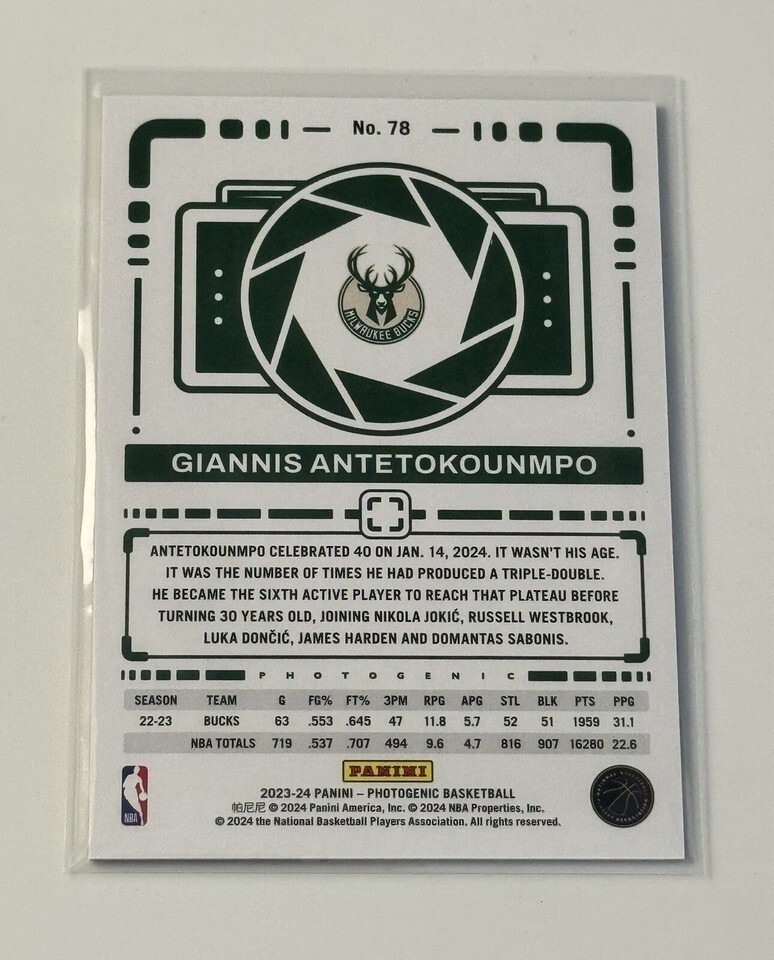 No. 78
MILWAUKEE BUCKS
GIANNIS ANTETOKOUNMPO
ANTETOKOUNMPO CELEBRATED 40 ON JAN. 14, 2024. IT WASN'T HIS AGE.
IT WAS THE NUMBER OF TIMES HE HAD PRODUCED A TRIPLE-DOUBLE.
HE BECAME THE SIXTH ACTIVE PLAYER TO REACH THAT PLATEAU BEFORE
TURNING 30 YEARS OLD, JOINING NIKOLA JOKIĆ, RUSSELL WESTBROOK,
LUKA DONČIĆ, JAMES HARDEN AND DOMANTAS SABONIS.
PHOTOGENIC
SEASON TEAM G FG% FT% 3PM RPG APG STL BLK PTS PPG
22-23 BUCKS 63 .553 .645 47 11.8 5.7 52 51 1959 31.1
NBA TOTALS 719 .537 .707 494 9.6 4.7 816 907 16280 22.6
PANINI
2023-24 PANINI – PHOTOGENIC BASKETBALL
帕尼尼 © 2024 Panini America, Inc. © 2024 NBA Properties, Inc.
© 2024 the National Basketball Players Association. All rights reserved.
NBA
NATIONAL BASKETBALL PLAYERS ASSOCIATION